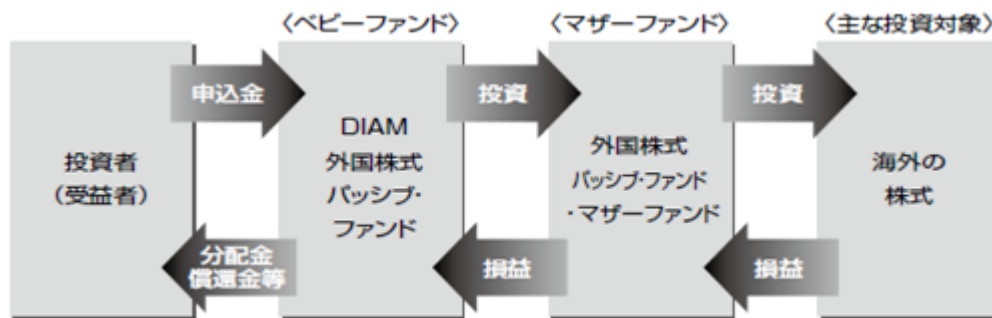 〈ベビーファンド〉
〈マザーファンド〉
〈主な投資対象〉
申込金
投資
投資
投資者
（受益者）
DIAM
外国株式
パッシブ・
ファンド
外国株式
パッシブ・ファンド
・マザーファンド
海外の
株式
分配金
償還金等
損益
損益